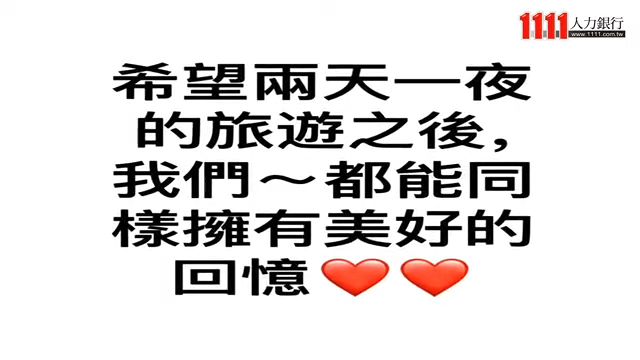 1111人力銀行
www.1111.com.tw
希望兩天一夜
的旅遊之後,
我們～都能同
樣擁有美好的
回憶❤️❤️